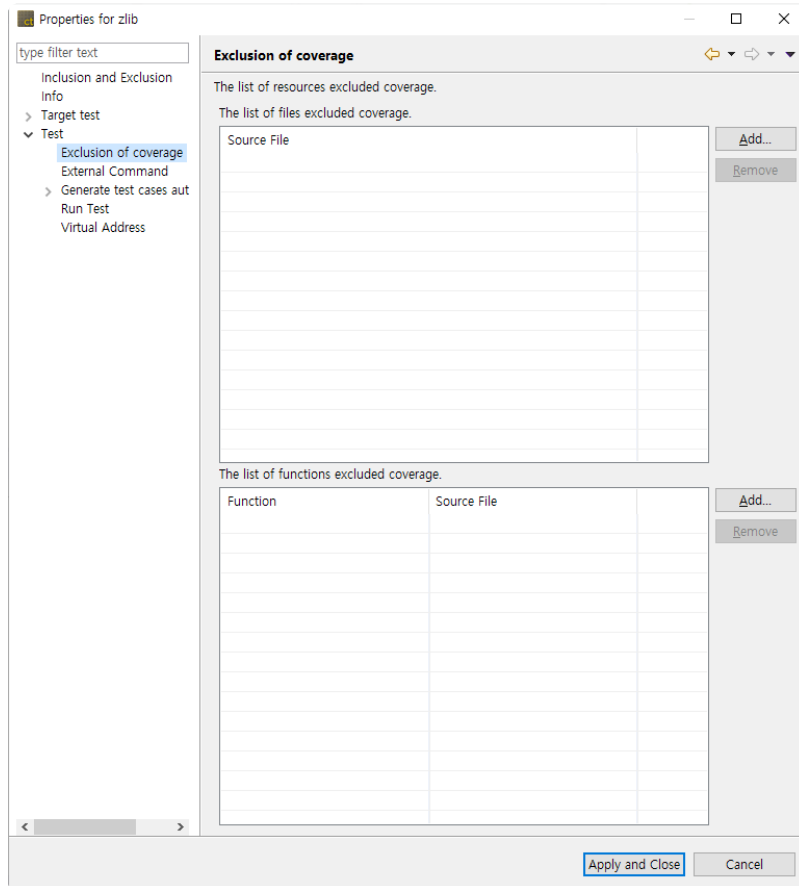 ct Properties for zlib
type filter text
Inclusion and Exclusion
Info
Target test
Test
Exclusion of coverage
External Command
Generate test cases aut
Run Test
Virtual Address
Exclusion of coverage
The list of resources excluded coverage.
The list of files excluded coverage.
Source File
Add...
Remove
The list of functions excluded coverage.
Function Source File
Add...
Remove
Apply and Close Cancel